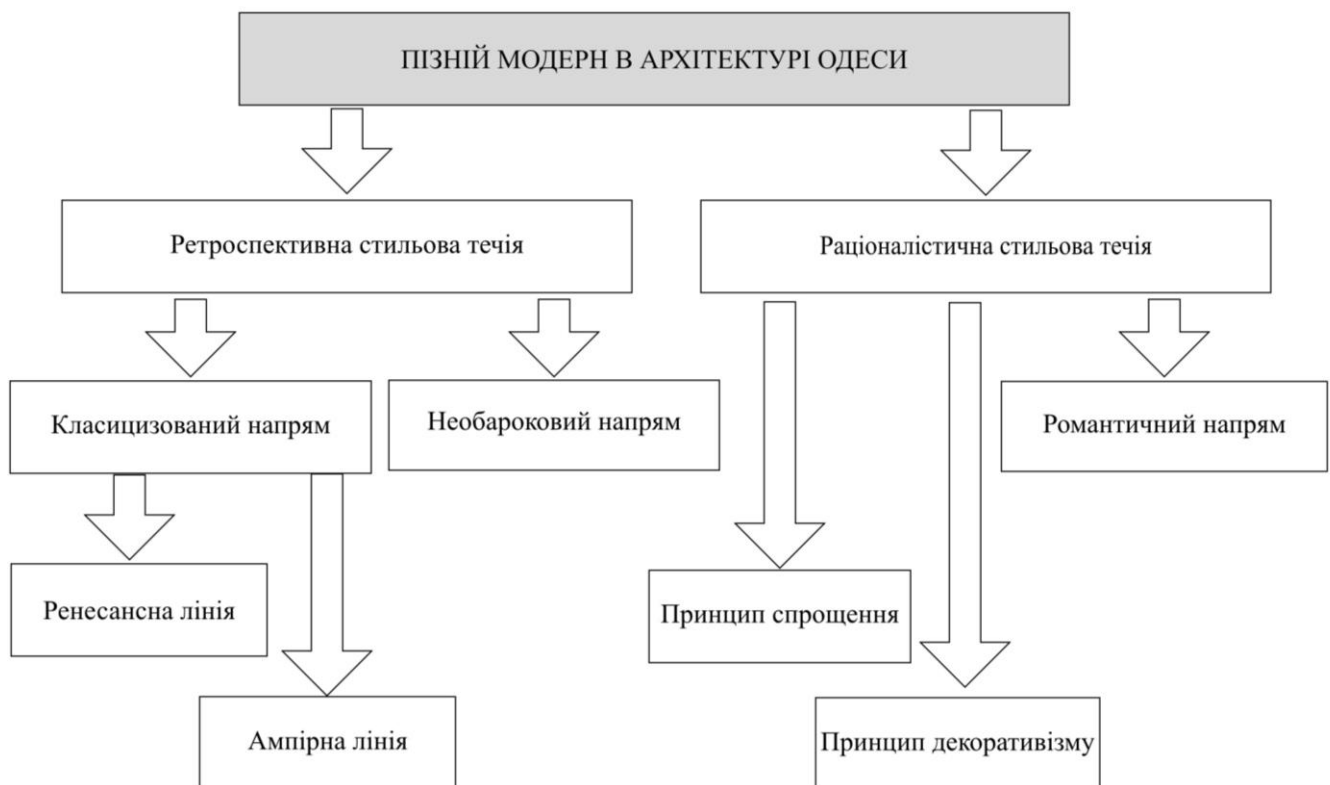 ПІЗНІЙ МОДЕРН В АРХІТЕКТУРІ ОДЕСИ
Ретроспективна стильова течія
Раціоналістична стильова течія
Класицизований напрям
Необароковий напрям
Романтичний напрям
Ренесансна лінія
Принцип спрощення
Ампірна лінія
Принцип декоративізму